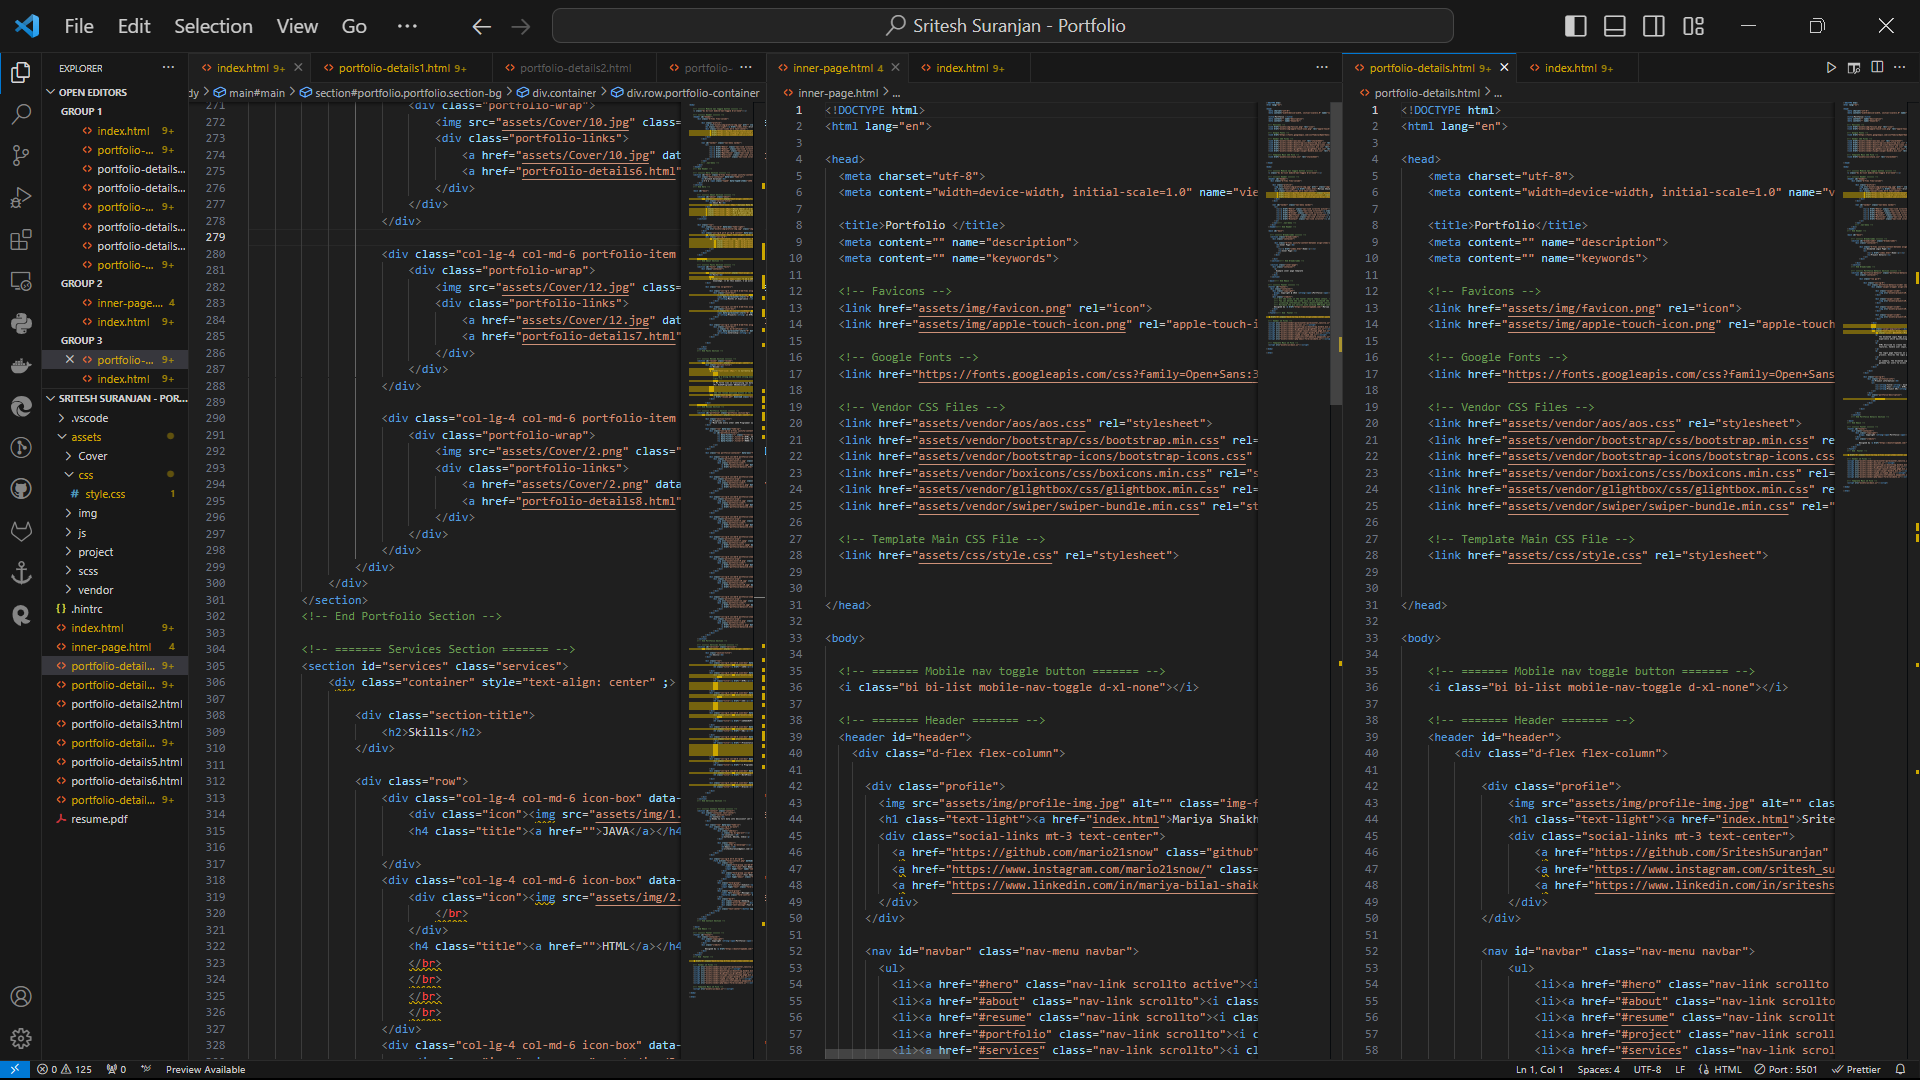 File Edit Selection View Go ···
Sritesh Suranjan - Portfolio
EXPLORER ···
OPEN EDITORS
GROUP 1
index.html 9+
portfolio-... 9+
portfolio-details...
portfolio-details...
portfolio-... 9+
portfolio-details...
portfolio-details...
portfolio-... 9+
GROUP 2
inner-page.... 4
index.html 9+
GROUP 3
portfolio-... 9+
index.html 9+
SRITESH SURANJAN - POR...
.vscode
assets
Cover
css
# style.css 1
img
js
project
scss
vendor
{} .hintrc
index.html 9+
inner-page.html 4
portfolio-detail... 9+
portfolio-detail... 9+
portfolio-details2.html
portfolio-details3.html
portfolio-detail... 9+
portfolio-details5.html
portfolio-details6.html
portfolio-detail... 9+
resume.pdf
index.html 9+ portfolio-details1.html 9+ portfolio-details2.html portfolio- ···
dy > main#main > section#portfolio.portfolio.section-bg > div.container > div.row.portfolio-container
271 <div class="portfolio-wrap">
272 <img src="assets/Cover/10.jpg" class=
273 <div class="portfolio-links">
274 <a href="assets/Cover/10.jpg" dat
275 <a href="portfolio-details6.html"
276 </div>
277 </div>
278 </div>
279
280 <div class="col-lg-4 col-md-6 portfolio-item
281 <div class="portfolio-wrap">
282 <img src="assets/Cover/12.jpg" class=
283 <div class="portfolio-links">
284 <a href="assets/Cover/12.jpg" dat
285 <a href="portfolio-details7.html"
286 </div>
287 </div>
288 </div>
289
290 <div class="col-lg-4 col-md-6 portfolio-item
291 <div class="portfolio-wrap">
292 <img src="assets/Cover/2.png" class="
293 <div class="portfolio-links">
294 <a href="assets/Cover/2.png" data
295 <a href="portfolio-details8.html"
296 </div>
297 </div>
298 </div>
299 </div>
300 </div>
301 </section>
302 <!-- End Portfolio Section -->
303
304 <!-- ======= Services Section ======= -->
305 <section id="services" class="services">
306 <div class="container" style="text-align: center" ;>
307
308 <div class="section-title">
309 <h2>Skills</h2>
310 </div>
311
312 <div class="row">
313 <div class="col-lg-4 col-md-6 icon-box" data-
314 <div class="icon"><img src="assets/img/1.
315 <h4 class="title"><a href="">JAVA</a></h4
316
317 </div>
318 <div class="col-lg-4 col-md-6 icon-box" data-
319 <div class="icon"><img src="assets/img/2.
320 </br>
321 </div>
322 <h4 class="title"><a href="">HTML</a></h4
323 </br>
324 </br>
325 </br>
326 </br>
327 </div>
328 <div class="col-lg-4 col-md-6 icon-box" data-
inner-page.html 4 index.html 9+ ···
inner-page.html > ...
1 <!DOCTYPE html>
2 <html lang="en">
3
4 <head>
5 <meta charset="utf-8">
6 <meta content="width=device-width, initial-scale=1.0" name="vie
7
8 <title>Portfolio </title>
9 <meta content="" name="description">
10 <meta content="" name="keywords">
11
12 <!-- Favicons -->
13 <link href="assets/img/favicon.png" rel="icon">
14 <link href="assets/img/apple-touch-icon.png" rel="apple-touch-i
15
16 <!-- Google Fonts -->
17 <link href="https://fonts.googleapis.com/css?family=Open+Sans:3
18
19 <!-- Vendor CSS Files -->
20 <link href="assets/vendor/aos/aos.css" rel="stylesheet">
21 <link href="assets/vendor/bootstrap/css/bootstrap.min.css" rel=
22 <link href="assets/vendor/bootstrap-icons/bootstrap-icons.css"
23 <link href="assets/vendor/boxicons/css/boxicons.min.css" rel="s
24 <link href="assets/vendor/glightbox/css/glightbox.min.css" rel=
25 <link href="assets/vendor/swiper/swiper-bundle.min.css" rel="st
26
27 <!-- Template Main CSS File -->
28 <link href="assets/css/style.css" rel="stylesheet">
29
30
31 </head>
32
33 <body>
34
35 <!-- ======= Mobile nav toggle button ======= -->
36 <i class="bi bi-list mobile-nav-toggle d-xl-none"></i>
37
38 <!-- ======= Header ======= -->
39 <header id="header">
40 <div class="d-flex flex-column">
41
42 <div class="profile">
43 <img src="assets/img/profile-img.jpg" alt="" class="img-f
44 <h1 class="text-light"><a href="index.html">Mariya Shaikh
45 <div class="social-links mt-3 text-center">
46 <a href="https://github.com/mario21snow" class="github"
47 <a href="https://www.instagram.com/mario21snow/" class=
48 <a href="https://www.linkedin.com/in/mariya-bilal-shaik
49 </div>
50 </div>
51
52 <nav id="navbar" class="nav-menu navbar">
53 <ul>
54 <li><a href="#hero" class="nav-link scrollto active"><i
55 <li><a href="#about" class="nav-link scrollto"><i class
56 <li><a href="#resume" class="nav-link scrollto"><i clas
57 <li><a href="#portfolio" class="nav-link scrollto"><i c
58 <li><a href="#services" class="nav-link scrollto"><i cl
portfolio-details.html 9+ index.html 9+ ···
portfolio-details.html > ...
1 <!DOCTYPE html>
2 <html lang="en">
3
4 <head>
5 <meta charset="utf-8">
6 <meta content="width=device-width, initial-scale=1.0" name="v
7
8 <title>Portfolio</title>
9 <meta content="" name="description">
10 <meta content="" name="keywords">
11
12 <!-- Favicons -->
13 <link href="assets/img/favicon.png" rel="icon">
14 <link href="assets/img/apple-touch-icon.png" rel="apple-touch
15
16 <!-- Google Fonts -->
17 <link href="https://fonts.googleapis.com/css?family=Open+Sans
18
19 <!-- Vendor CSS Files -->
20 <link href="assets/vendor/aos/aos.css" rel="stylesheet">
21 <link href="assets/vendor/bootstrap/css/bootstrap.min.css" re
22 <link href="assets/vendor/bootstrap-icons/bootstrap-icons.css
23 <link href="assets/vendor/boxicons/css/boxicons.min.css" rel=
24 <link href="assets/vendor/glightbox/css/glightbox.min.css" re
25 <link href="assets/vendor/swiper/swiper-bundle.min.css" rel="
26
27 <!-- Template Main CSS File -->
28 <link href="assets/css/style.css" rel="stylesheet">
29
30
31 </head>
32
33 <body>
34
35 <!-- ======= Mobile nav toggle button ======= -->
36 <i class="bi bi-list mobile-nav-toggle d-xl-none"></i>
37
38 <!-- ======= Header ======= -->
39 <header id="header">
40 <div class="d-flex flex-column">
41
42 <div class="profile">
43 <img src="assets/img/profile-img.jpg" alt="" clas
44 <h1 class="text-light"><a href="index.html">Srite
45 <div class="social-links mt-3 text-center">
46 <a href="https://github.com/SriteshSuranjan"
47 <a href="https://www.instagram.com/sritesh_su
48 <a href="https://www.linkedin.com/in/sriteshs
49 </div>
50 </div>
51
52 <nav id="navbar" class="nav-menu navbar">
53 <ul>
54 <li><a href="#hero" class="nav-link scrollto
55 <li><a href="#about" class="nav-link scrollto
56 <li><a href="#resume" class="nav-link scrollt
57 <li><a href="#project" class="nav-link scroll
58 <li><a href="#services" class="nav-link scrol
0 125 0 Preview Available Ln 1, Col 1 Spaces: 4 UTF-8 LF {} HTML Port : 5501 Prettier